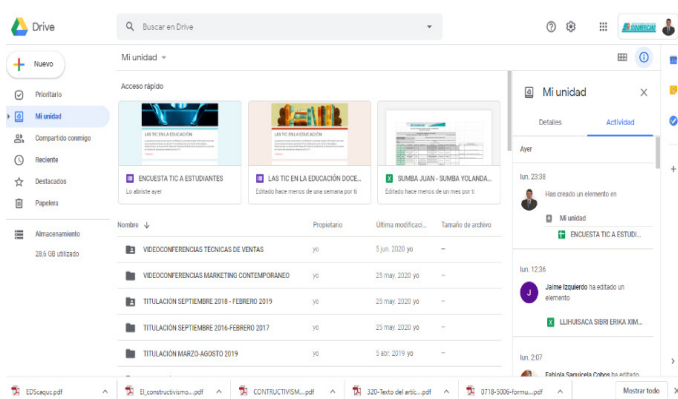 Drive
Buscar en Drive
Nuevo
Prioritario
Mi unidad
Compartido conmigo
Reciente
Destacados
Papelera
Almacenamiento
28,6 GB utilizado
Mi unidad
Acceso rápido
LAS TIC EN LA EDUCACIÓN
ENCUESTA TIC A ESTUDIANTES
Lo abriste ayer
LAS TIC EN LA EDUCACIÓN
LAS TIC EN LA EDUCACIÓN DOCE...
Editado hace menos de una semana por ti
SUMBA JUAN - SUMBA YOLANDA...
Editado hace menos de un mes por ti
Nombre Propietario Última modificaci... Tamaño de archivo
VIDEOCONFERENCIAS TÉCNICAS DE VENTAS yo 5 jun. 2020 yo –
VIDEOCONFERENCIAS MARKETING CONTEMPORÁNEO yo 23 may. 2020 yo –
TITULACIÓN SEPTIEMBRE 2018 - FEBRERO 2019 yo 23 may. 2020 yo –
TITULACIÓN SEPTIEMBRE 2016-FEBRERO 2017 yo 23 may. 2020 yo –
TITULACIÓN MARZO-AGOSTO 2019 yo 5 abr. 2019 yo –
Mi unidad
Detalles Actividad
Ayer
lun. 23:38
Has creado un elemento en
Mi unidad
ENCUESTA TIC A ESTUDI...
lun. 12:36
J
Jaime Izquierdo ha editado un
elemento
LLIHUISACA SIBRI ERIKA XIM...
lun. 2:07
Fabiola Saquicela Cobos ha editado
EDScaquc.pdf
El_constructivismo...pdf
CONTRUCTIVISM....pdf
320-Texto del artíc...pdf
0718-5006-formu....pdf
Mostrar todo